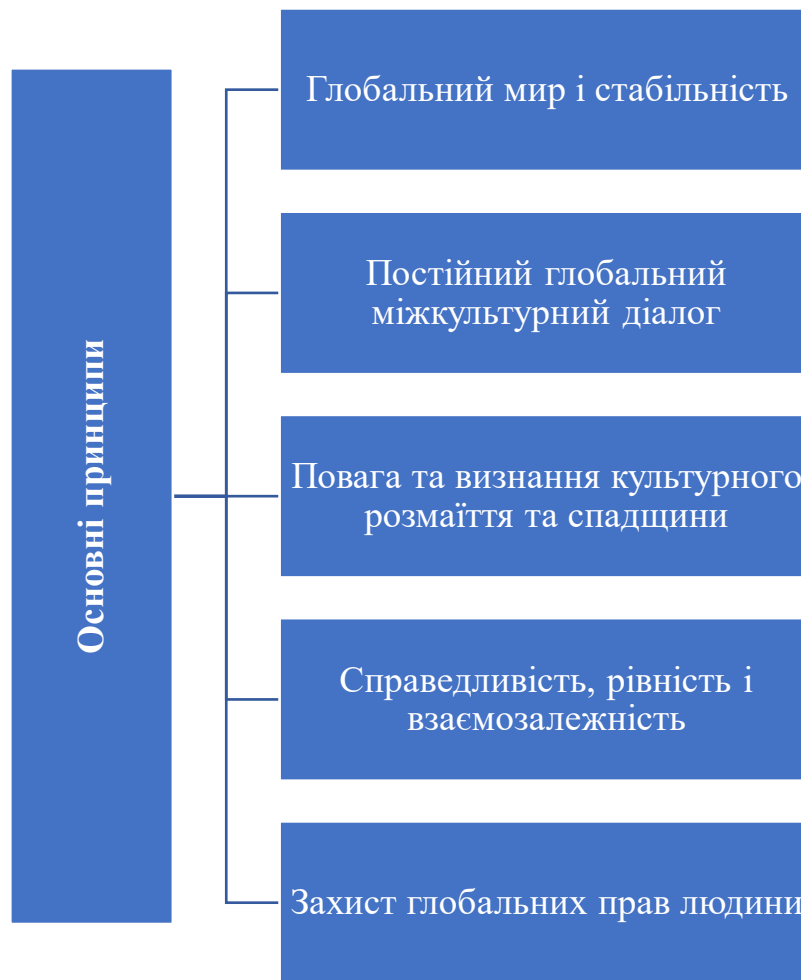 Основні принципи
Глобальний мир і стабільність
Постійний глобальний
міжкультурний діалог
Повага та визнання культурного
розмаїття та спадщини
Справедливість, рівність і
взаємозалежність
Захист глобальних прав людини